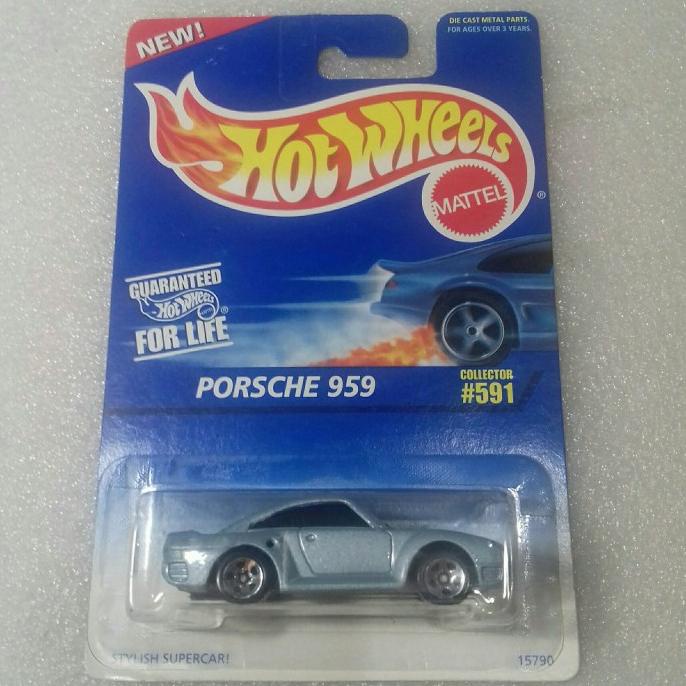 NEW!
DIE CAST METAL PARTS.
FOR AGES OVER 3 YEARS.
HOT WHEELS
MATTEL
®
GUARANTEED
HOT WHEELS
®
FOR LIFE
PORSCHE 959
COLLECTOR
#591
STYLISH SUPERCAR!
15790